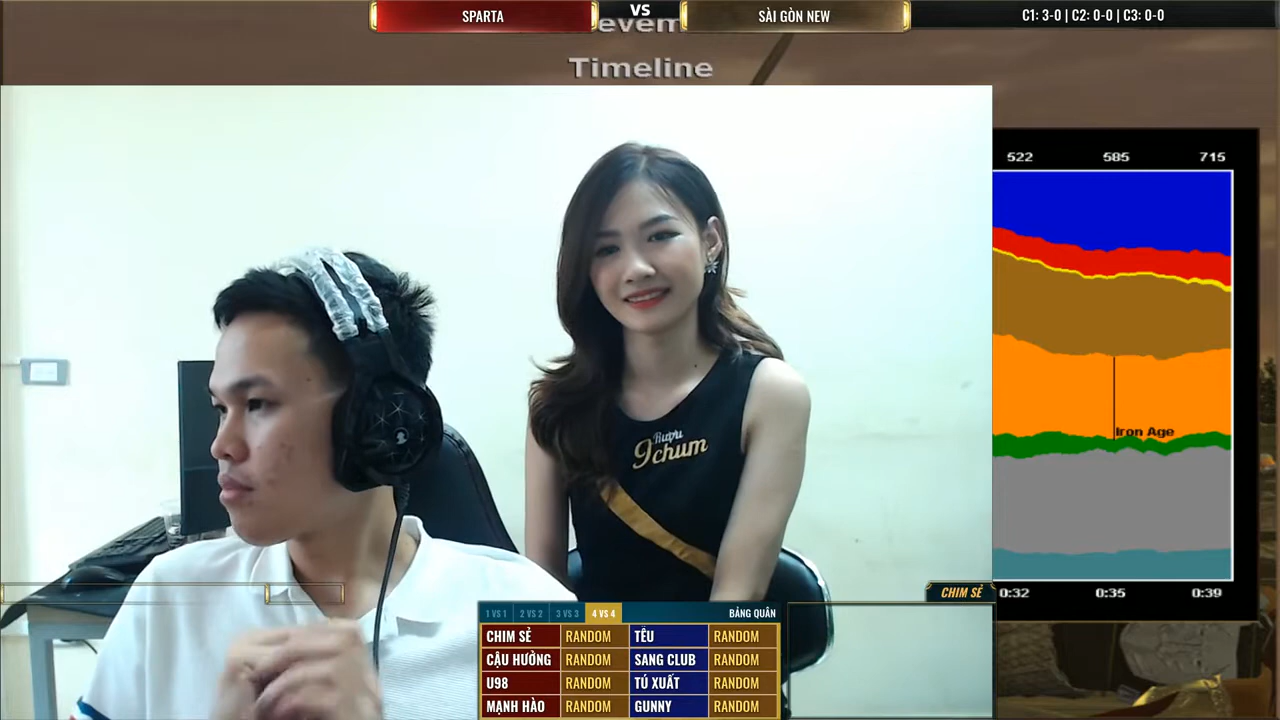 SPARTA
VS
SÀI GÒN NEW
C1: 3-0 | C2: 0-0 | C3: 0-0
Timeline
522 585 715
Iron Age
0:32 0:35 0:39
Rượu
9chum
CHIM SẺ
1 VS 1 2 VS 2 3 VS 3 4 VS 4 BẢNG QUÂN
CHIM SẺ RANDOM TÊU RANDOM
CẬU HƯỜNG RANDOM SANG CLUB RANDOM
U98 RANDOM TÚ XUẤT RANDOM
MẠNH HÀO RANDOM GUNNY RANDOM